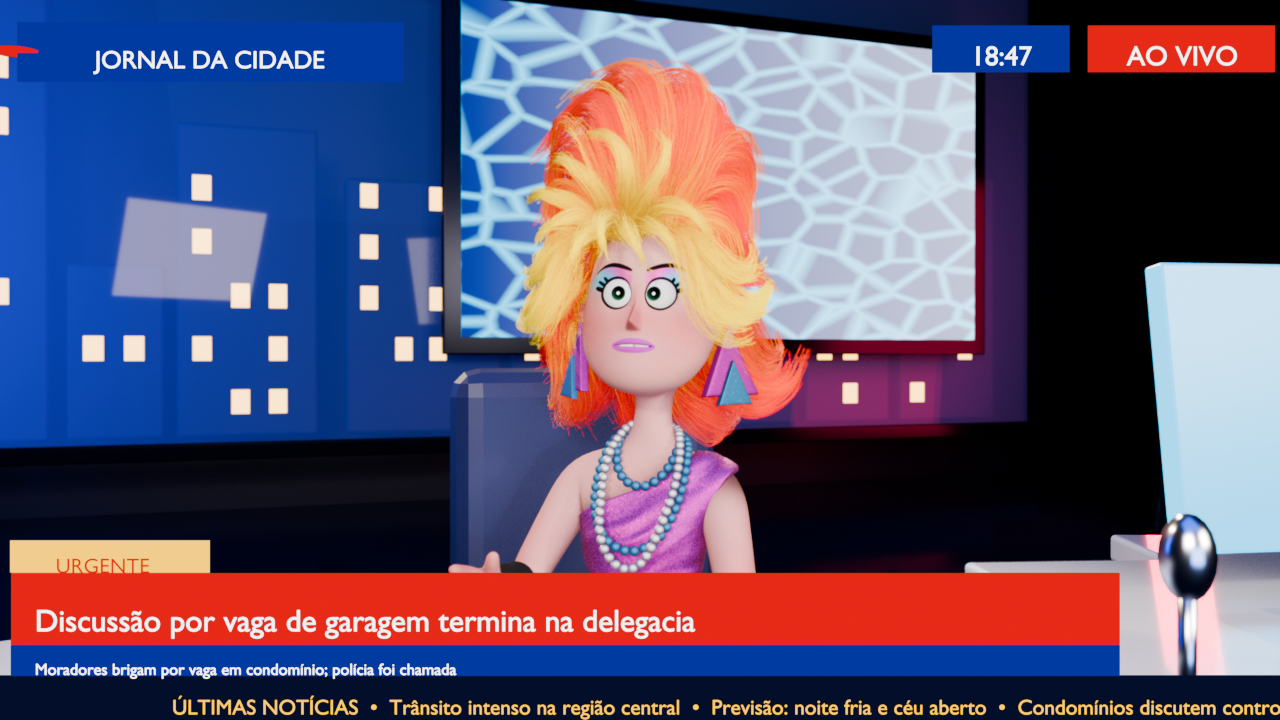 JORNAL DA CIDADE
18:47
AO VIVO
URGENTE
Discussão por vaga de garagem termina na delegacia
Moradores brigam por vaga em condomínio; polícia foi chamada
ÚLTIMAS NOTÍCIAS • Trânsito intenso na região central • Previsão: noite fria e céu aberto • Condomínios discutem contro